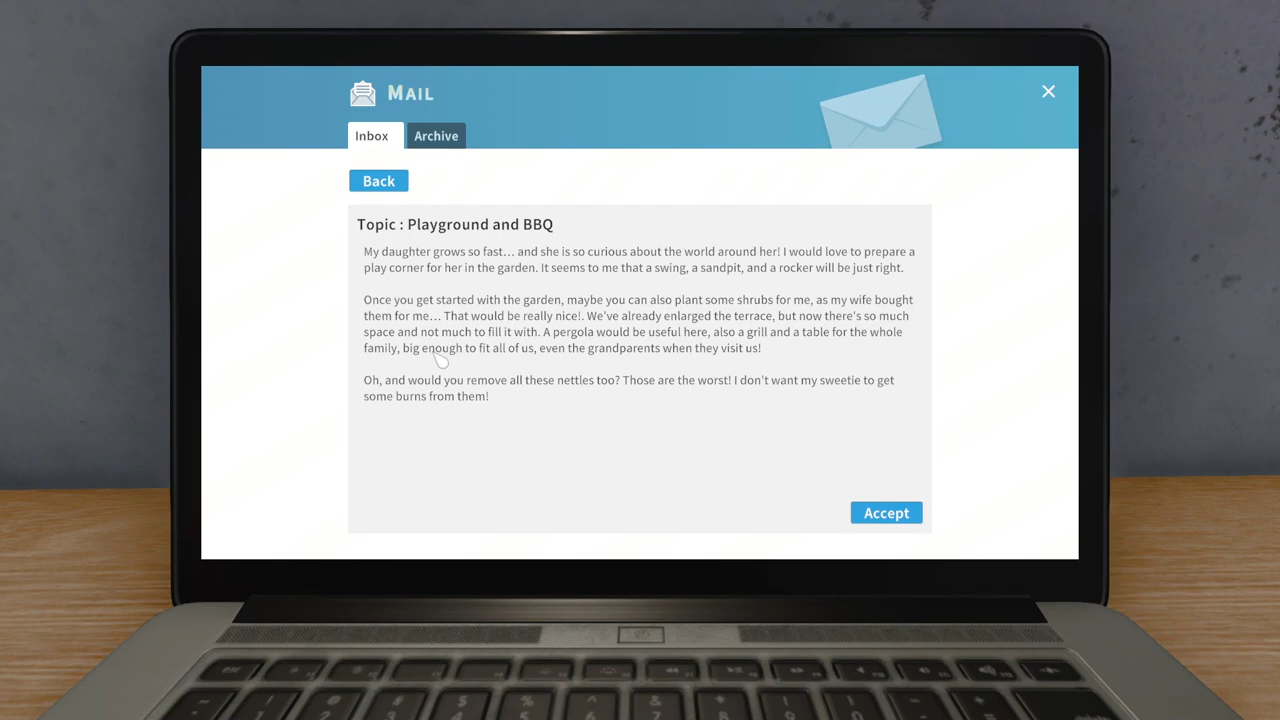 MAIL
Inbox
Archive
Back
Topic : Playground and BBQ
My daughter grows so fast... and she is so curious about the world around her! I would love to prepare a
play corner for her in the garden. It seems to me that a swing, a sandpit, and a rocker will be just right.
Once you get started with the garden, maybe you can also plant some shrubs for me, as my wife bought
them for me... That would be really nice!. We've already enlarged the terrace, but now there's so much
space and not much to fill it with. A pergola would be useful here, also a grill and a table for the whole
family, big enough to fit all of us, even the grandparents when they visit us!
Oh, and would you remove all these nettles too? Those are the worst! I don't want my sweetie to get
some burns from them!
Accept